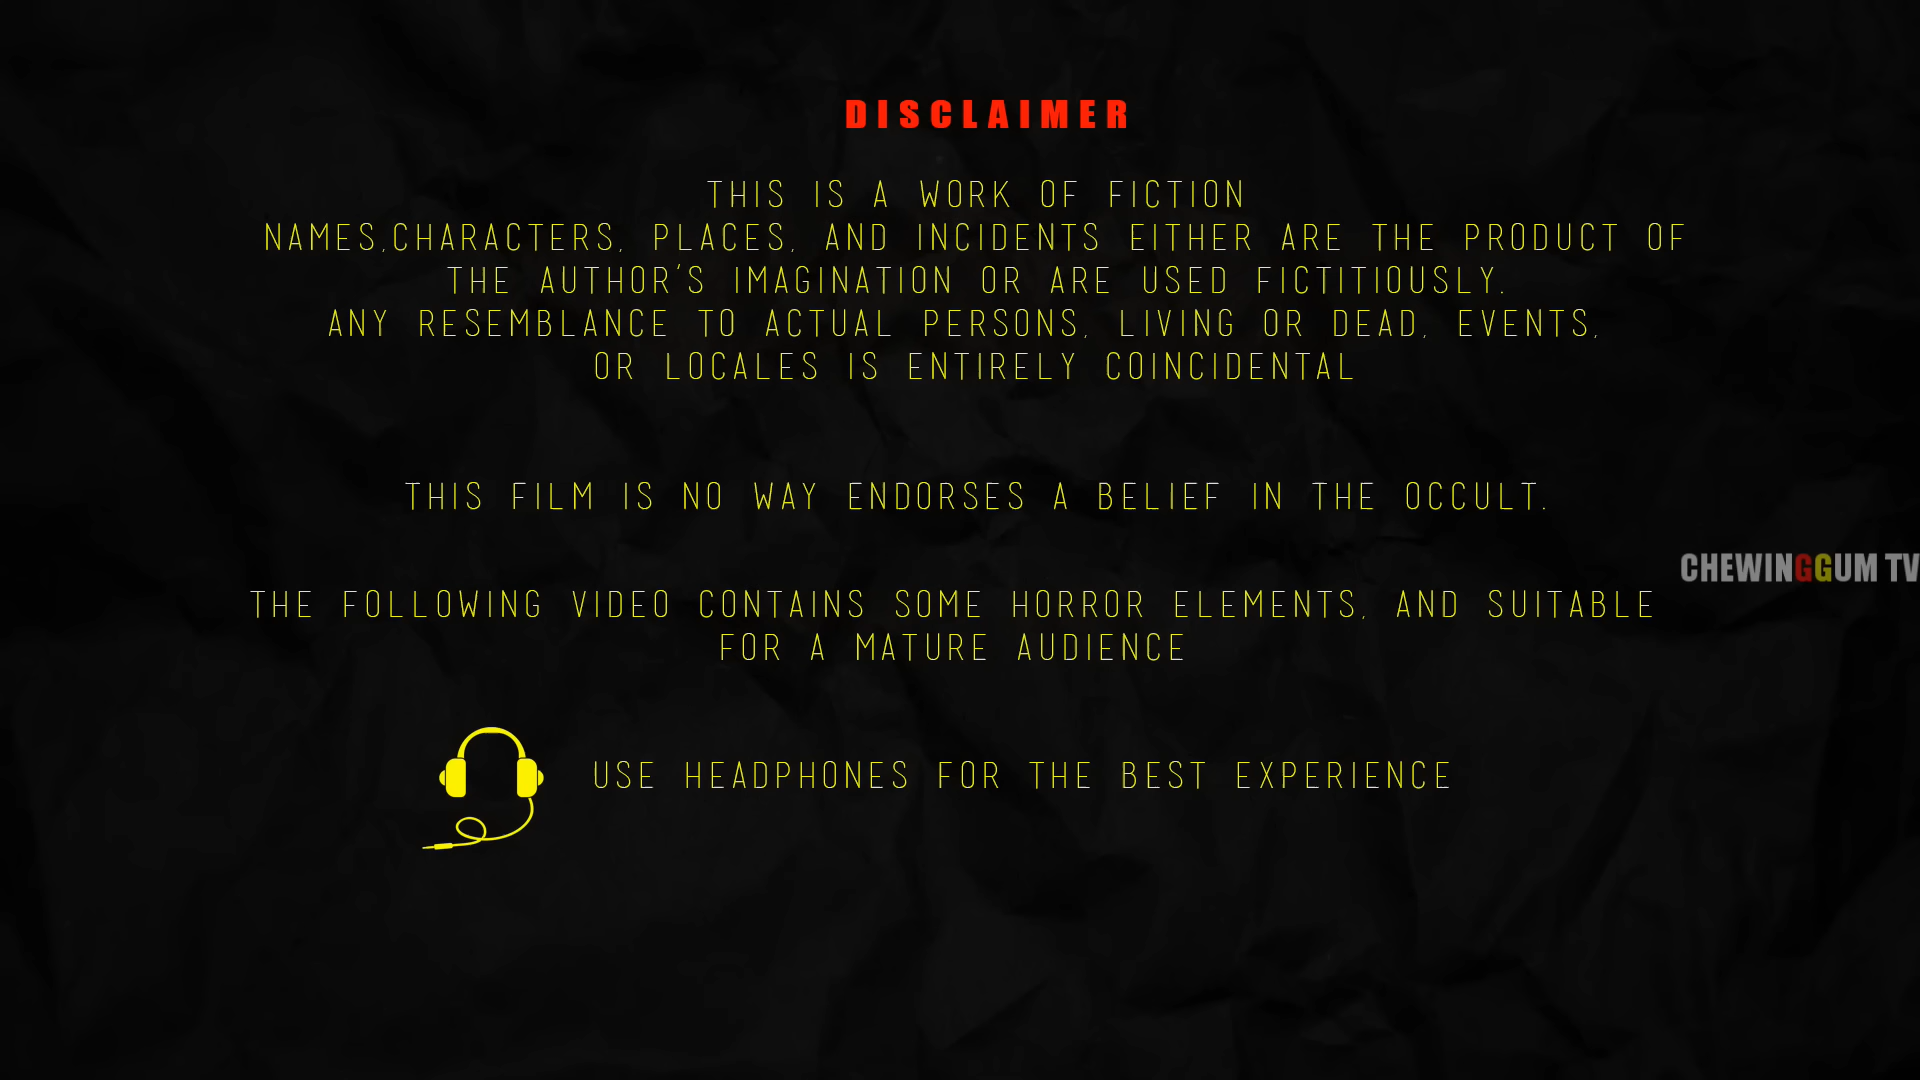 DISCLAIMER
THIS IS A WORK OF FICTION
NAMES,CHARACTERS, PLACES, AND INCIDENTS EITHER ARE THE PRODUCT OF
THE AUTHOR'S IMAGINATION OR ARE USED FICTITIOUSLY.
ANY RESEMBLANCE TO ACTUAL PERSONS, LIVING OR DEAD, EVENTS,
OR LOCALES IS ENTIRELY COINCIDENTAL
THIS FILM IS NO WAY ENDORSES A BELIEF IN THE OCCULT.
CHEWINGGUM TV
THE FOLLOWING VIDEO CONTAINS SOME HORROR ELEMENTS, AND SUITABLE
FOR A MATURE AUDIENCE
USE HEADPHONES FOR THE BEST EXPERIENCE